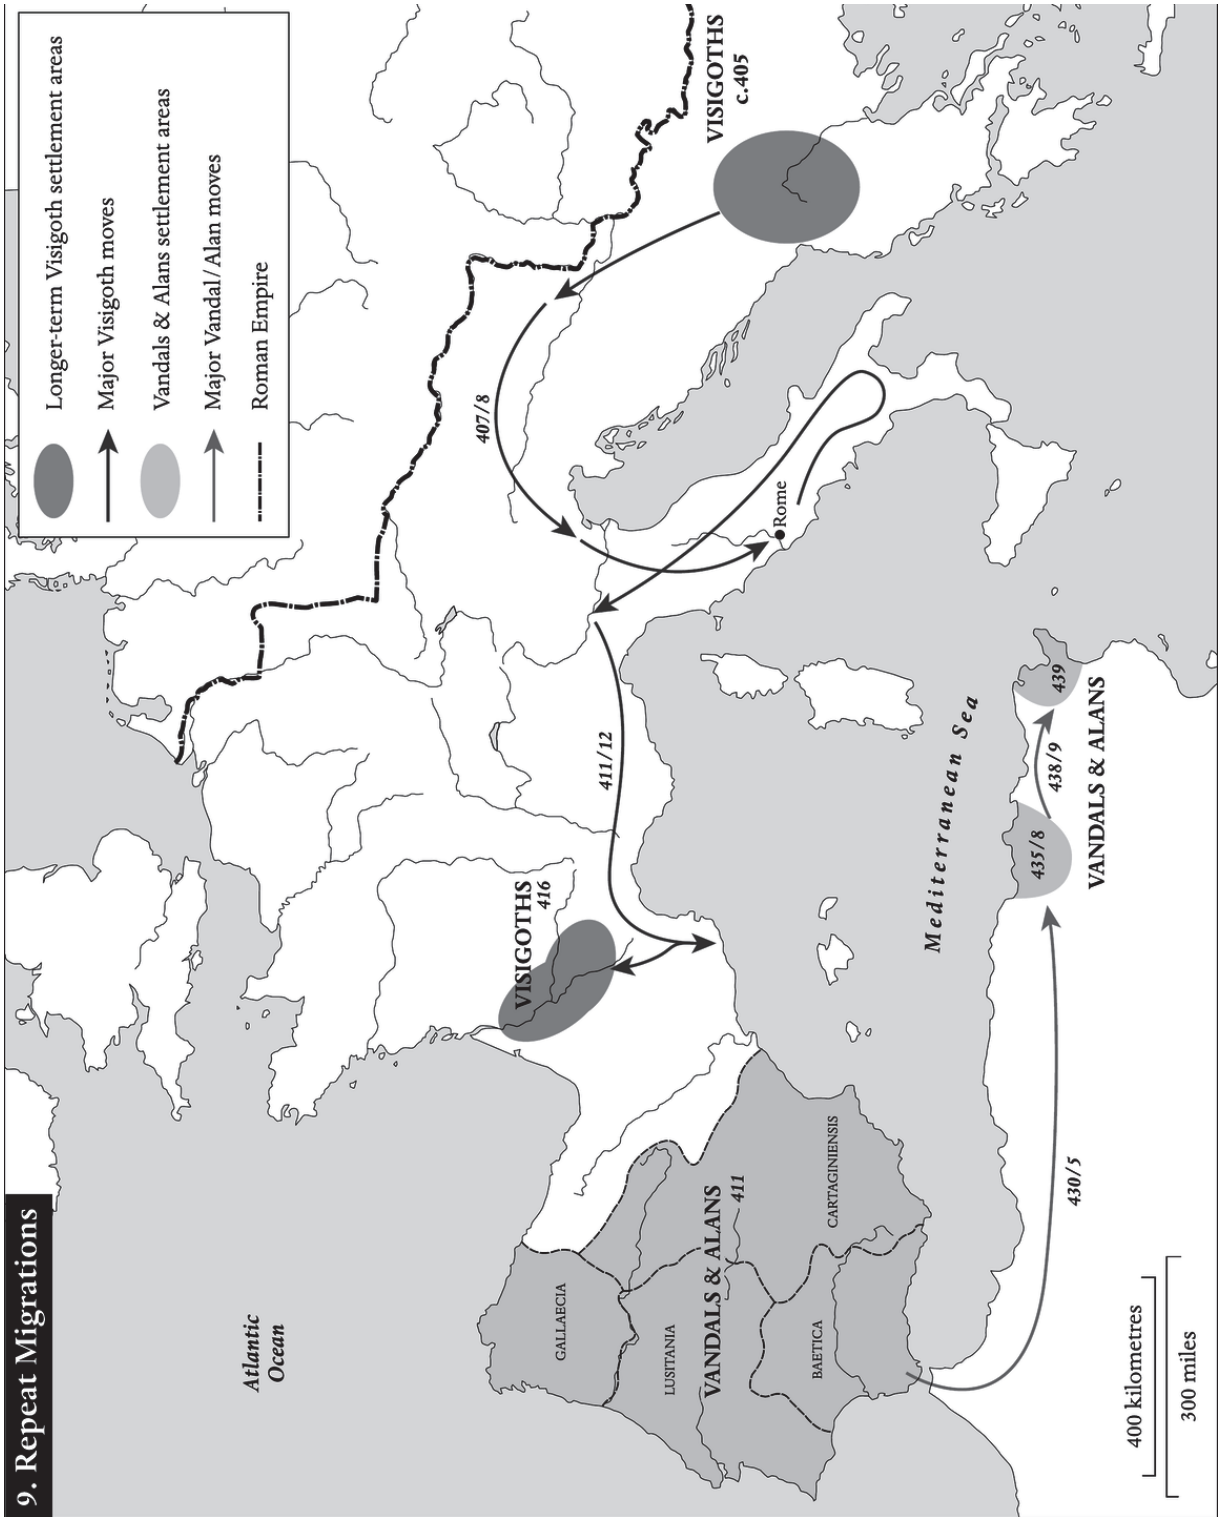 9. Repeat Migrations
Longer-term Visigoth settlement areas
Major Visigoth moves
Vandals & Alans settlement areas
Major Vandal/Alan moves
Roman Empire
VISIGOTHS
c.405
407/8
Rome
411/12
VISIGOTHS
416
Atlantic
Ocean
GALLAECIA
LUSITANIA
VANDALS & ALANS
411
BAETICA
CARTAGINIENSIS
Mediterranean Sea
430/5
435/8
438/9
439
VANDALS & ALANS
400 kilometres
300 miles